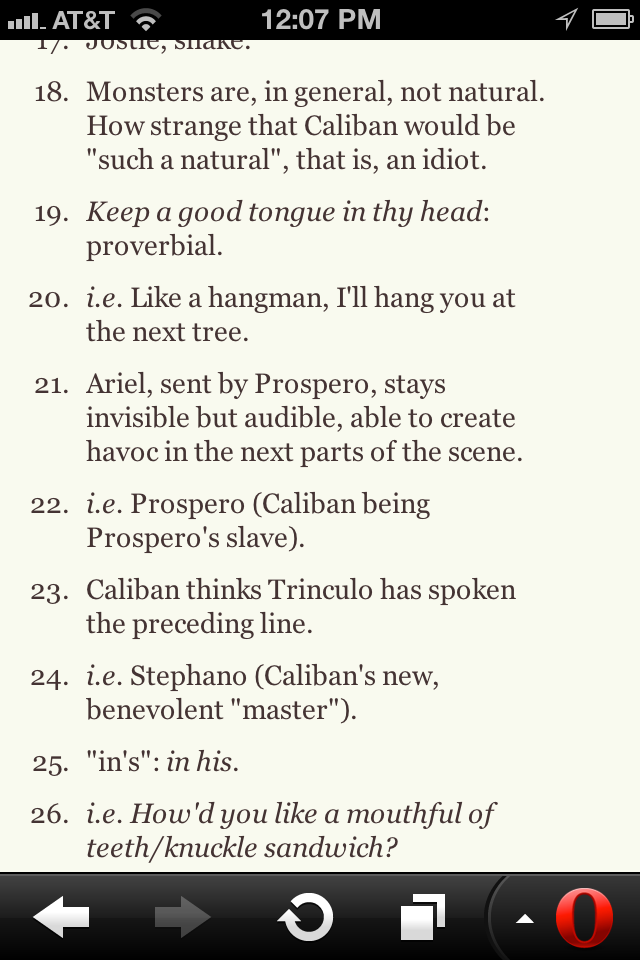 AT&T 12:07 PM
17. Jostle, shake.
18. Monsters are, in general, not natural.
How strange that Caliban would be
"such a natural", that is, an idiot.
19. Keep a good tongue in thy head:
proverbial.
20. i.e. Like a hangman, I'll hang you at
the next tree.
21. Ariel, sent by Prospero, stays
invisible but audible, able to create
havoc in the next parts of the scene.
22. i.e. Prospero (Caliban being
Prospero's slave).
23. Caliban thinks Trinculo has spoken
the preceding line.
24. i.e. Stephano (Caliban's new,
benevolent "master").
25. "in's": in his.
26. i.e. How'd you like a mouthful of
teeth/knuckle sandwich?